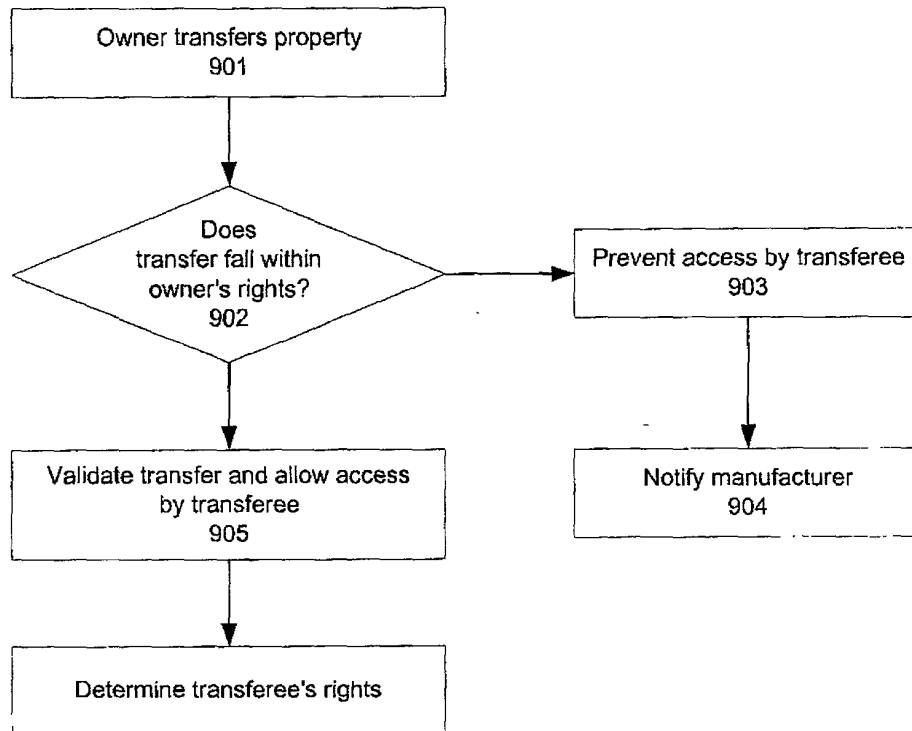 Owner transfers property
901
Does
transfer fall within
owner's rights?
902
Prevent access by transferee
903
Validate transfer and allow access
by transferee
905
Notify manufacturer
904
Determine transferee's rights